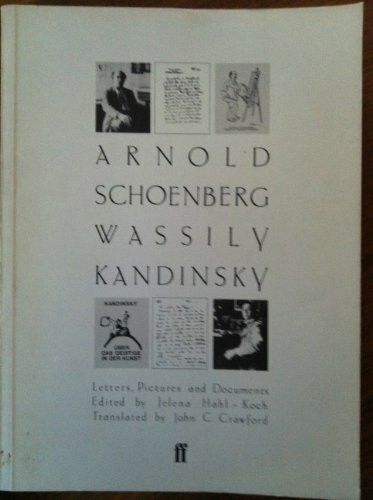 ARNOLD
SCHOENBERG
WASSILY
KANDINSKY
KANDINSKY
ÜBER
DAS GEISTIGE
IN DER KUNST
Letters, Pictures and Documents
Edited by Jelena Hahl-Koch
Translated by John C. Crawford
ff